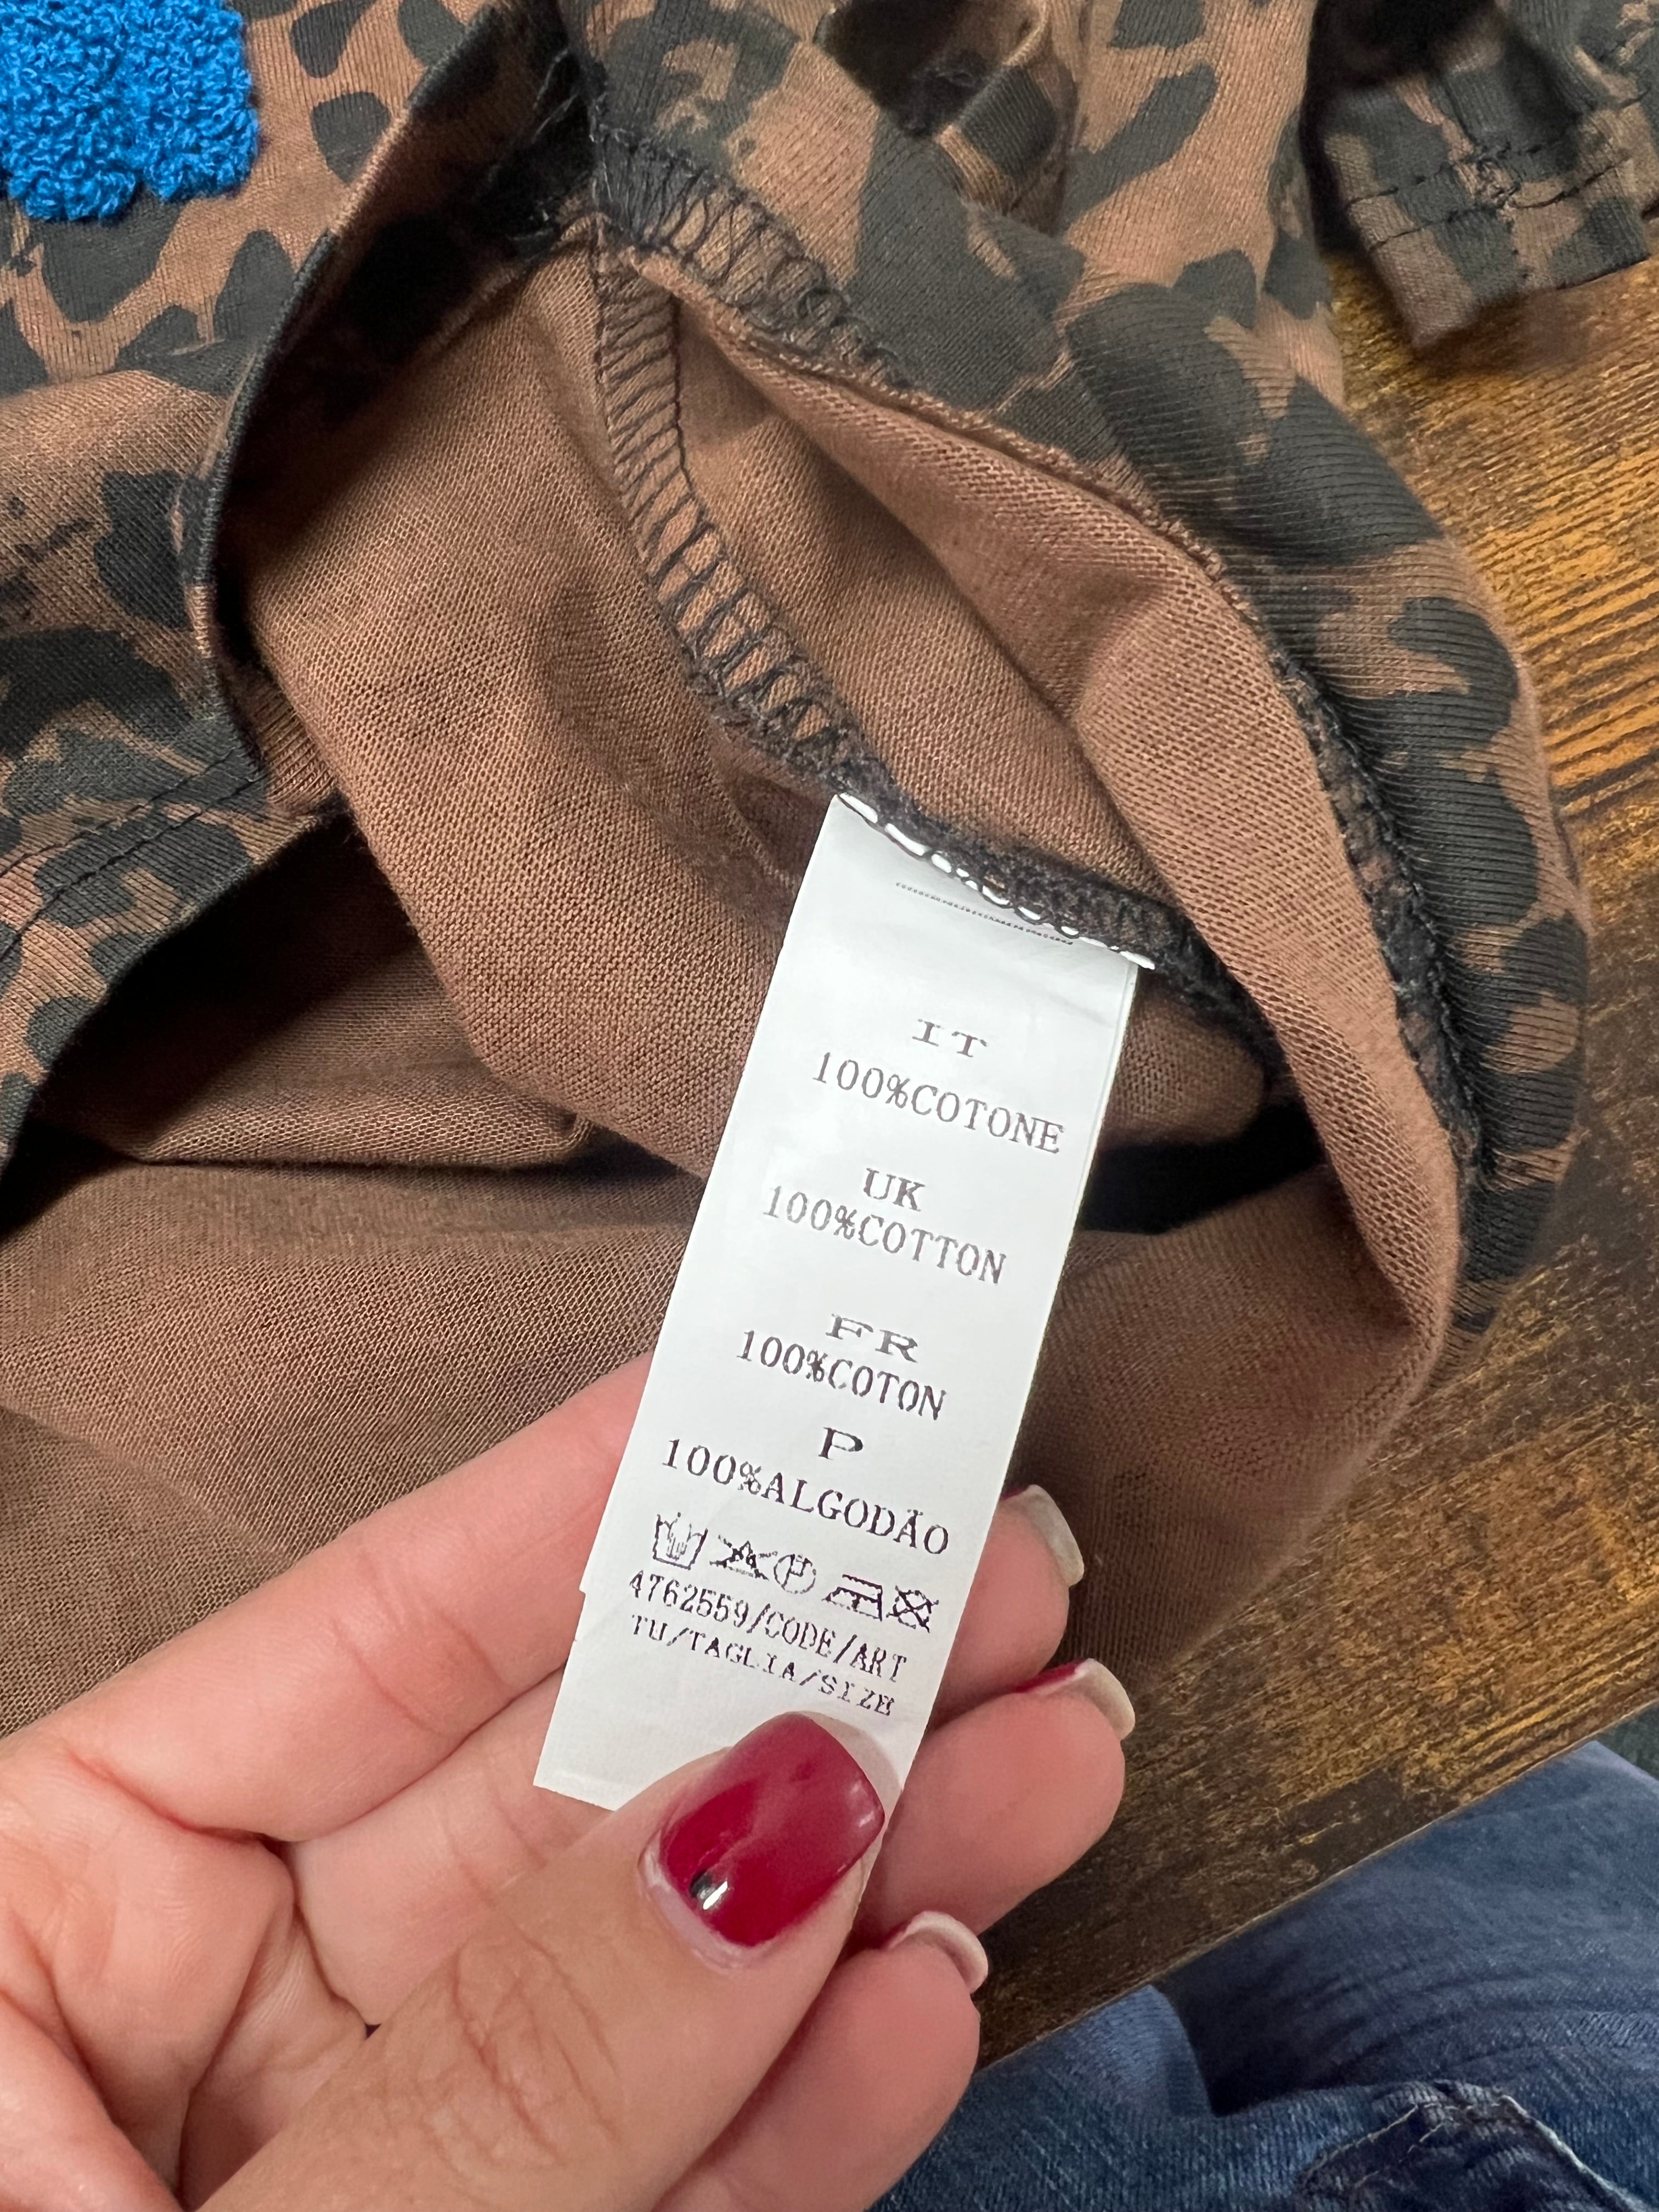 IT
100%COTONE
UK
100%COTTON
FR
100%COTON
P
100%ALGODÃO
4762559/CODE/ART
TU/TAGLIA/SIZE